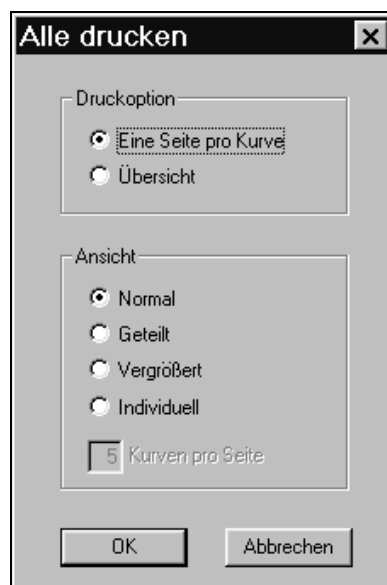 Alle drucken
Druckoption
Eine Seite pro Kurve
Übersicht
Ansicht
Normal
Geteilt
Vergrößert
Individuell
5 Kurven pro Seite
OK Abbrechen